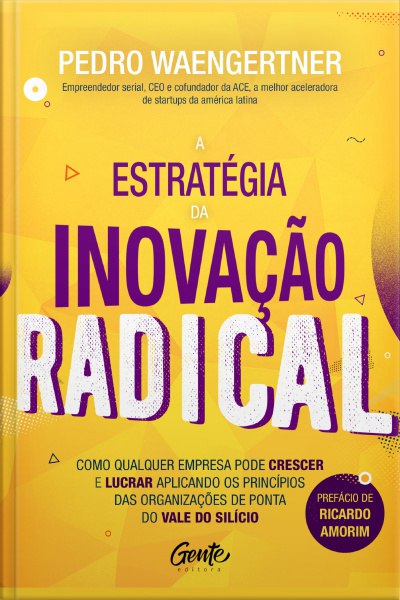 PEDRO WAENGERTNER
Empreendedor serial, CEO e cofundador da ACE, a melhor aceleradora
de startups da américa latina
A
ESTRATÉGIA
DA
INOVAÇÃO
RADICAL
COMO QUALQUER EMPRESA PODE CRESCER
E LUCRAR APLICANDO OS PRINCÍPIOS
DAS ORGANIZAÇÕES DE PONTA
DO VALE DO SILÍCIO
PREFÁCIO DE
RICARDO
AMORIM
Gente
editora